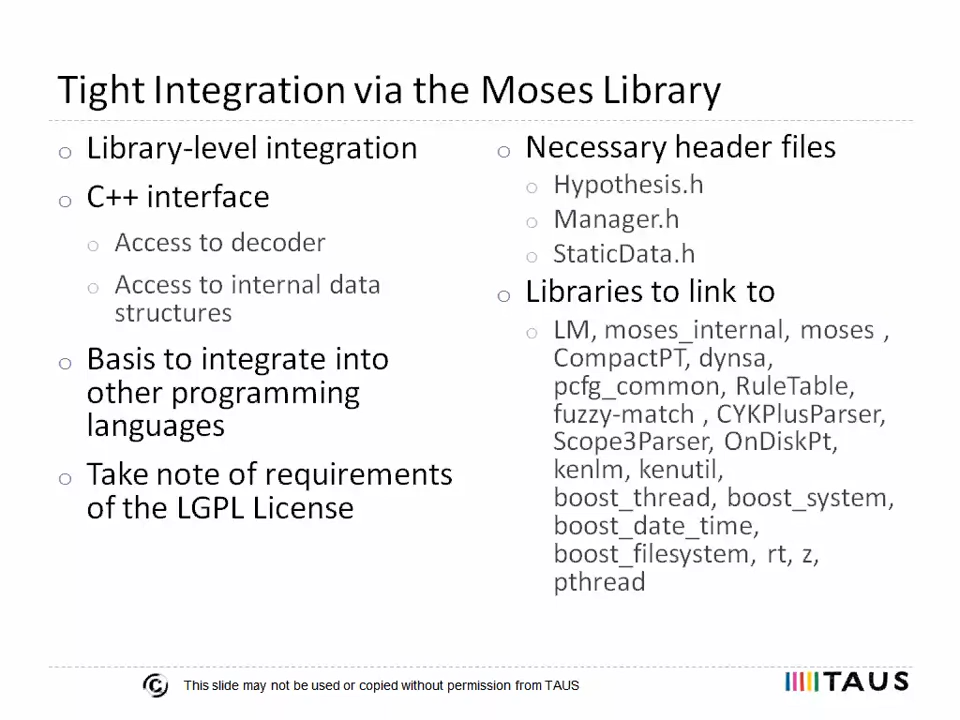 Tight Integration via the Moses Library
Library-level integration
C++ interface
Access to decoder
Access to internal data
structures
Basis to integrate into
other programming
languages
Take note of requirements
of the LGPL License
Necessary header files
Hypothesis.h
Manager.h
StaticData.h
Libraries to link to
LM, moses_internal, moses ,
CompactPT, dynsa,
pcfg_common, RuleTable,
fuzzy-match , CYKPlusParser,
Scope3Parser, OnDiskPt,
kenlm, kenutil,
boost_thread, boost_system,
boost_date_time,
boost_filesystem, rt, z,
pthread
This slide may not be used or copied without permission from TAUS
TAUS